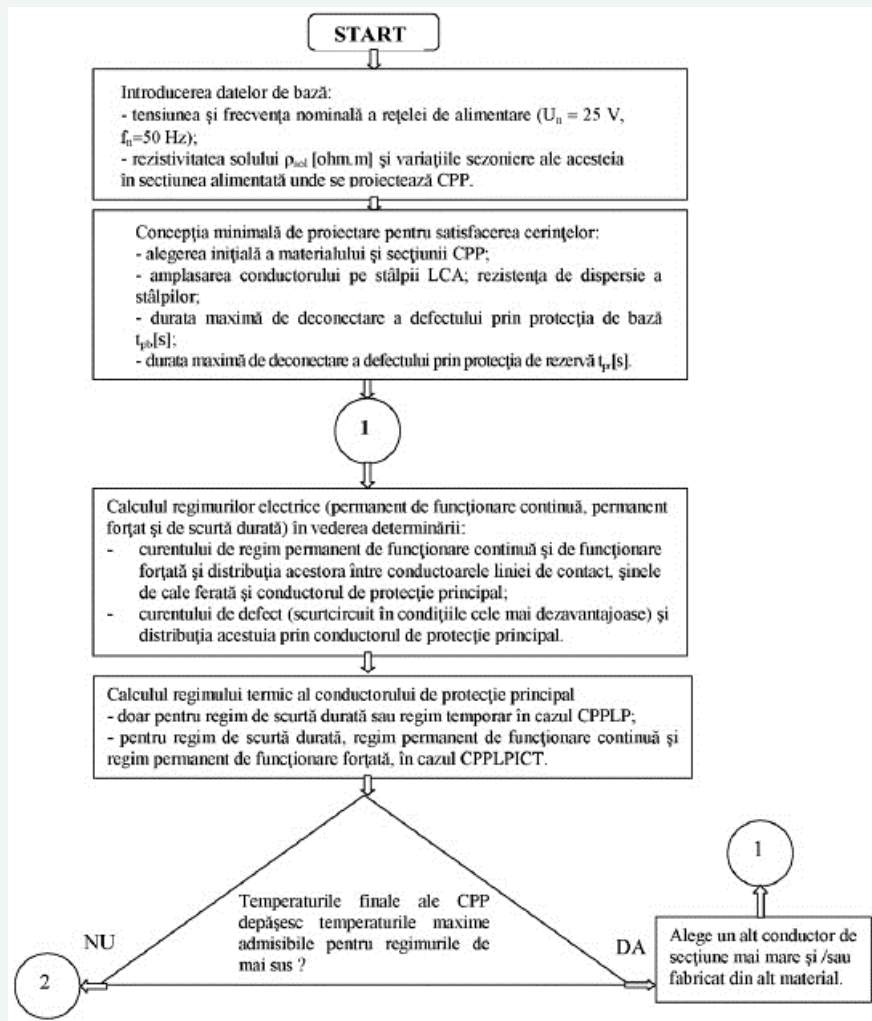 START
Introducerea datelor de bază:
- tensiunea şi frecvenţa nominală a reţelei de alimentare (Uₙ = 25 V,
fₙ=50 Hz);
- rezistivitatea solului ρₛₒₗ [ohm.m] şi variaţiile sezoniere ale acesteia
în secţiunea alimentată unde se proiectează CPP.
Concepţia minimală de proiectare pentru satisfacerea cerinţelor:
- alegerea iniţială a materialului şi secţiunii CPP;
- amplasarea conductorului pe stâlpii LCA; rezistenţa de dispersie a
stâlpilor;
- durata maximă de deconectare a defectului prin protecţia de bază
t_pb[s];
- durata maximă de deconectare a defectului prin protecţia de rezervă t_pr[s].
1
Calculul regimurilor electrice (permanent de funcţionare continuă, permanent
forţat şi de scurtă durată) în vederea determinării:
- curentului de regim permanent de funcţionare continuă şi de funcţionare
forţată şi distribuţia acestora între conductoarele liniei de contact, şinele
de cale ferată şi conductorul de protecţie principal;
- curentului de defect (scurtcircuit în condiţiile cele mai dezavantajoase) şi
distribuţia acestuia prin conductorul de protecţie principal.
Calculul regimului termic al conductorului de protecţie principal
- doar pentru regim de scurtă durată sau regim temporar în cazul CPPLP;
- pentru regim de scurtă durată, regim permanent de funcţionare continuă şi
regim permanent de funcţionare forţată, în cazul CPPLPICT.
Temperaturile finale ale CPP
depăşesc temperaturile maxime
admisibile pentru regimurile de
mai sus ?
NU
2
DA
1
Alege un alt conductor de
secţiune mai mare şi /sau
fabricat din alt material.